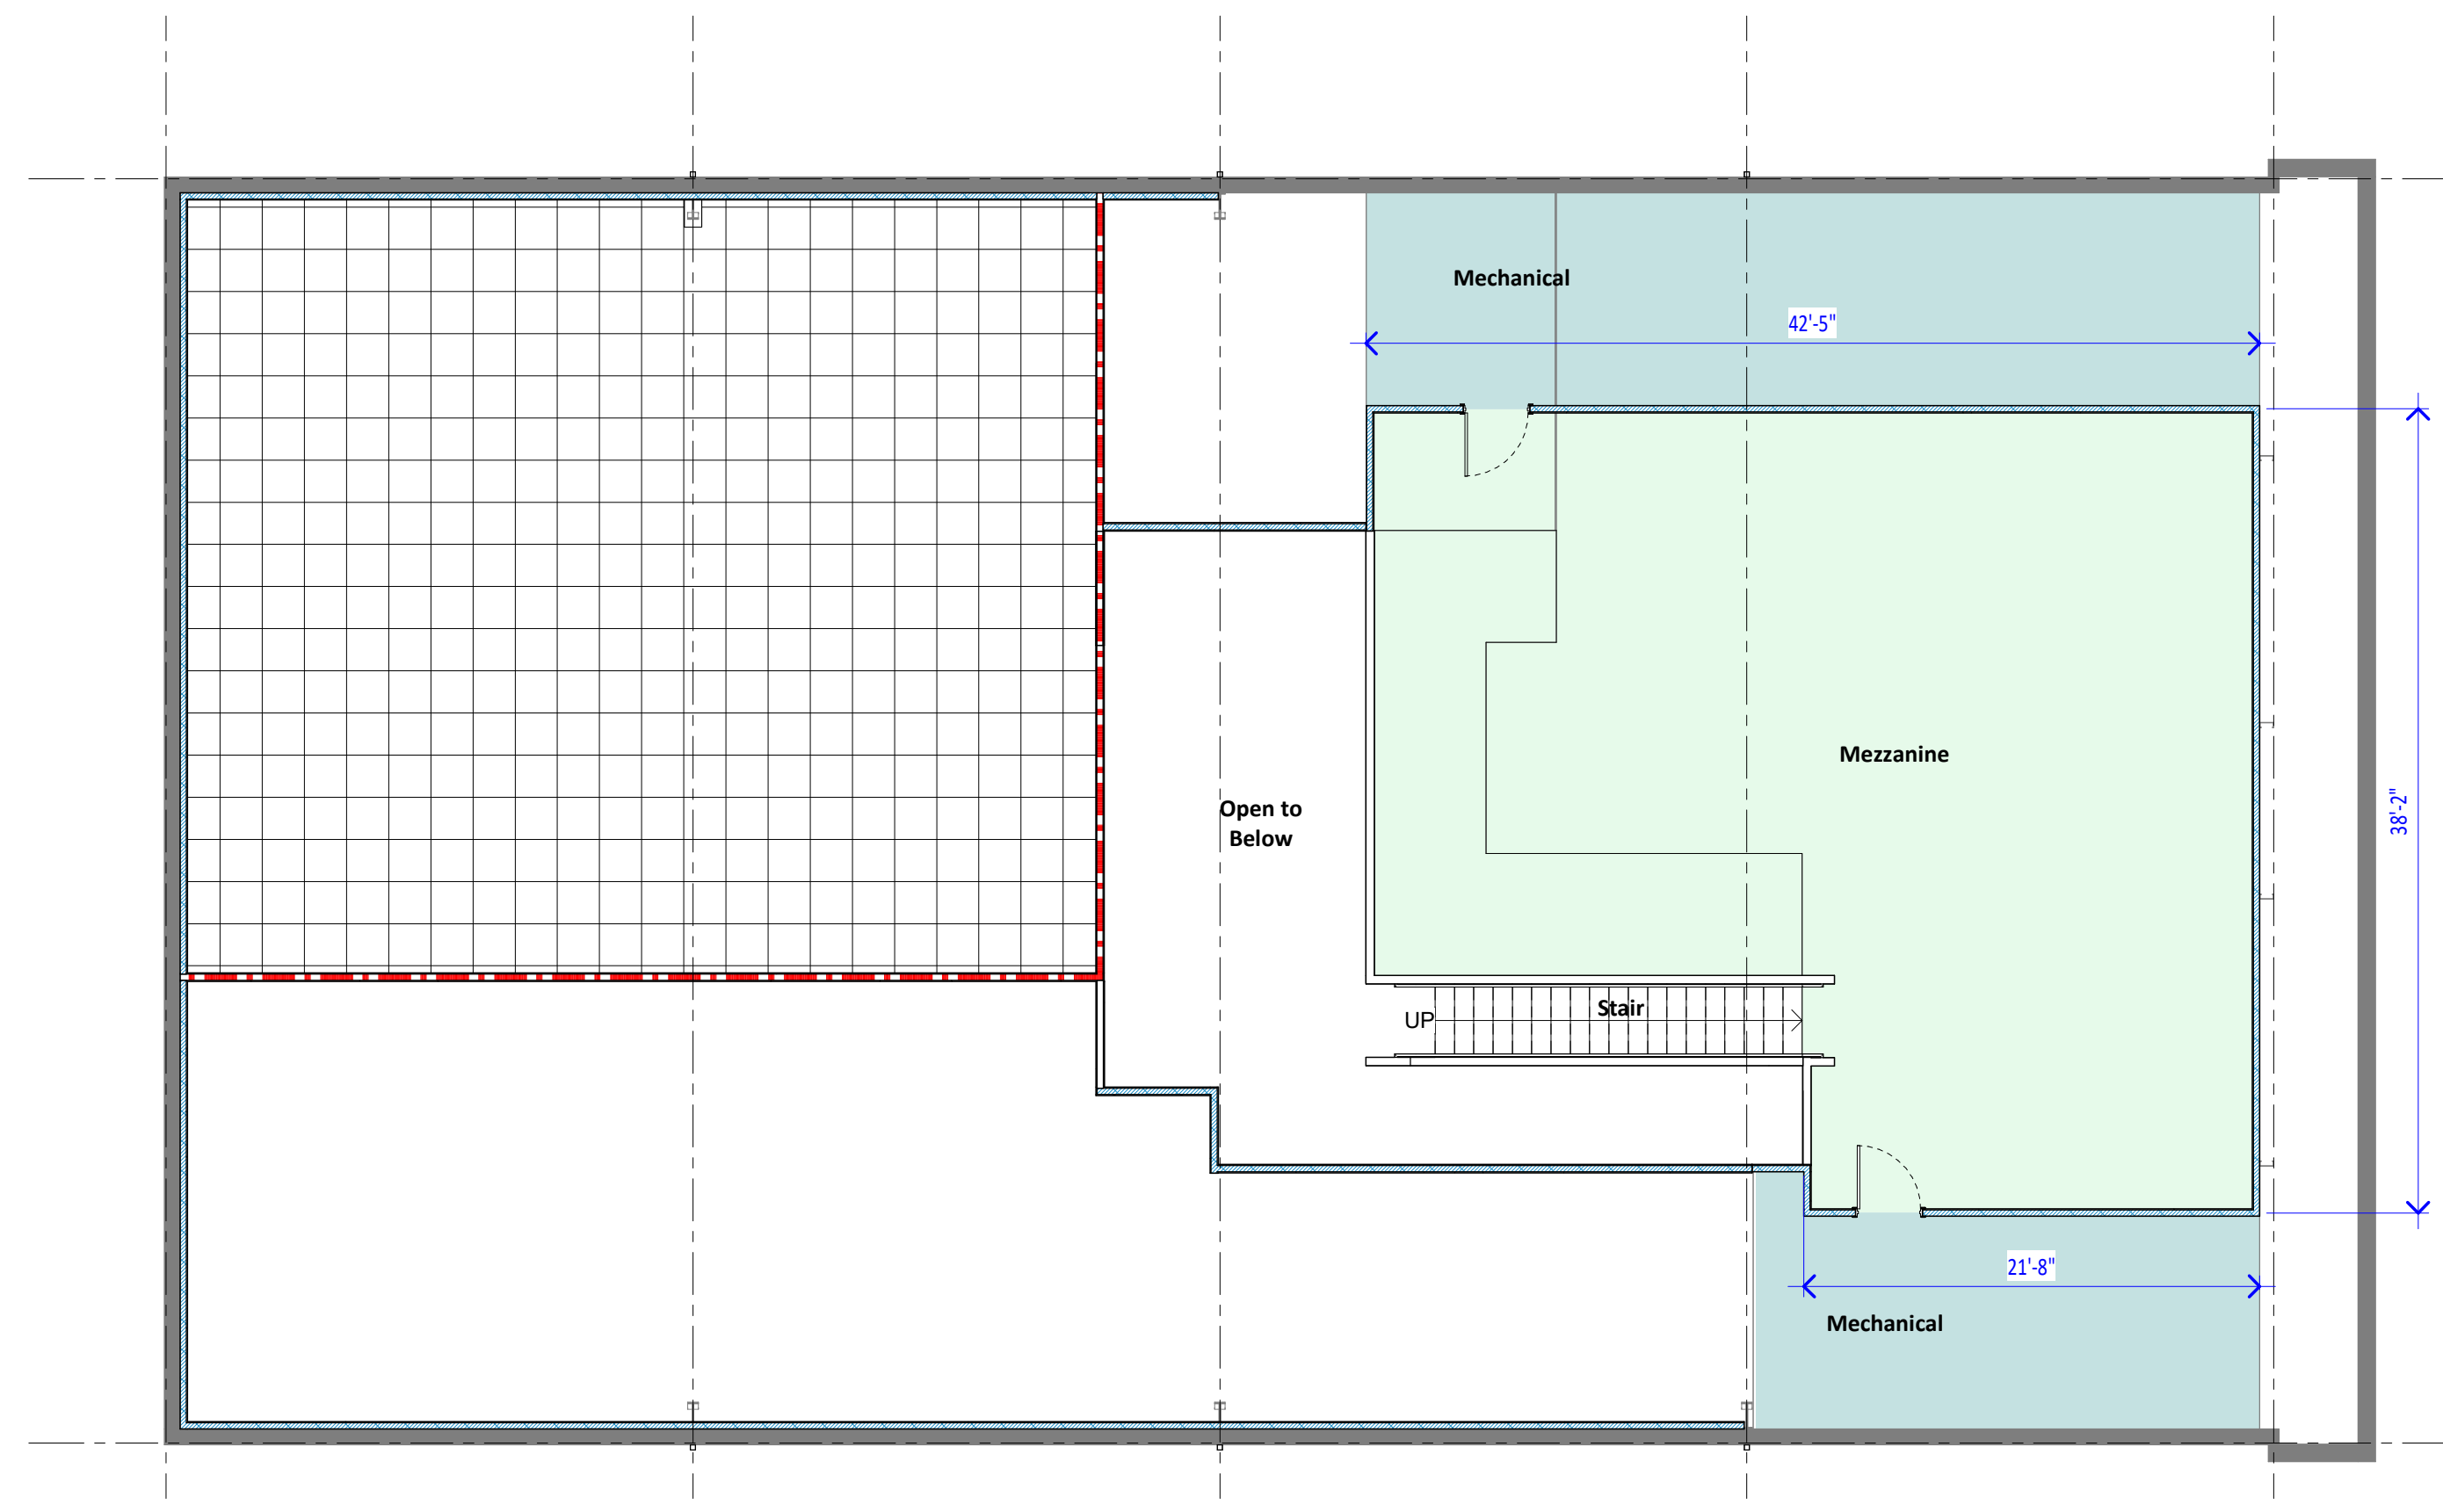 Mechanical
42'-5"
Mezzanine
38'-2"
Open to
Below
Stair
UP
21'-8"
Mechanical